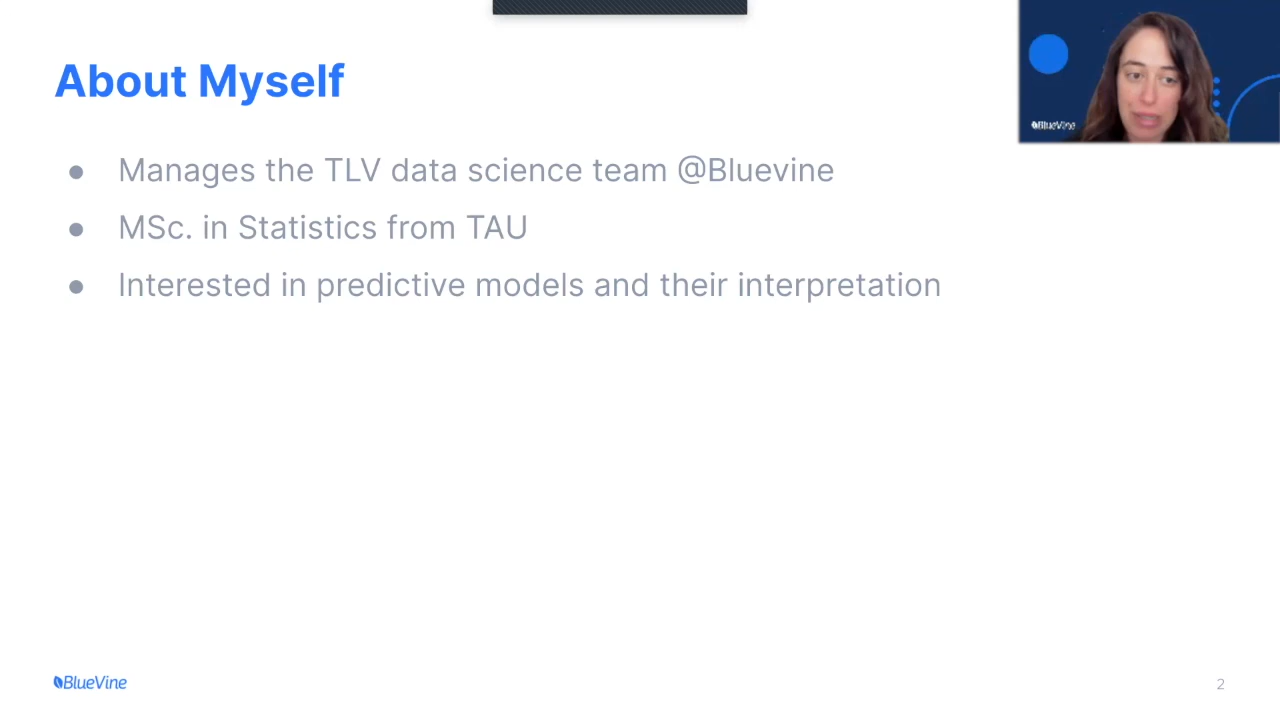 About Myself
● Manages the TLV data science team @Bluevine
● MSc. in Statistics from TAU
● Interested in predictive models and their interpretation
BlueVine
BlueVine
2